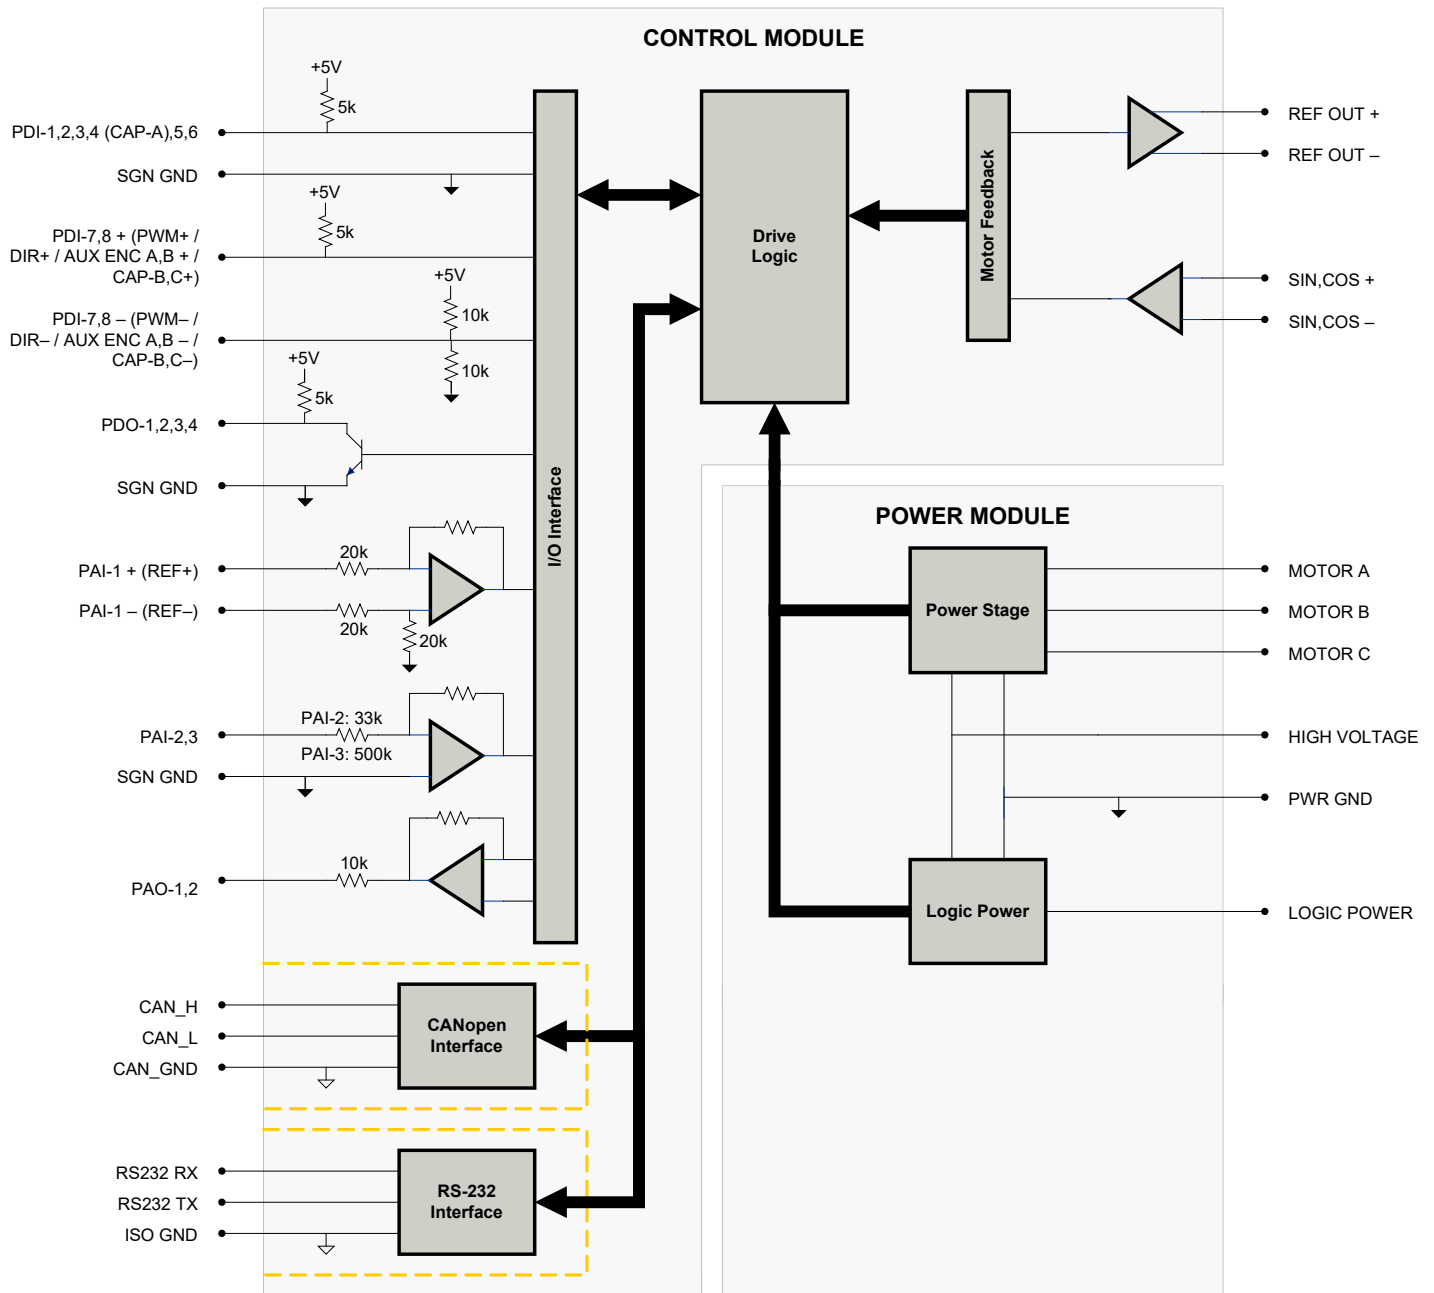 CONTROL MODULE
+5V
5k
PDI-1,2,3,4 (CAP-A),5,6
SGN GND
+5V
5k
PDI-7,8 + (PWM+ /
DIR+ / AUX ENC A,B + /
CAP-B,C+)
+5V
10k
PDI-7,8 – (PWM– /
DIR– / AUX ENC A,B – /
CAP-B,C–)
10k
+5V
5k
PDO-1,2,3,4
SGN GND
PAI-1 + (REF+)
20k
PAI-1 – (REF–)
20k
20k
PAI-2: 33k
PAI-2,3
PAI-3: 500k
SGN GND
10k
PAO-1,2
I/O Interface
Drive
Logic
Motor Feedback
REF OUT +
REF OUT –
SIN,COS +
SIN,COS –
POWER MODULE
Power Stage
MOTOR A
MOTOR B
MOTOR C
HIGH VOLTAGE
PWR GND
Logic Power
LOGIC POWER
CAN_H
CAN_L
CAN_GND
CANopen
Interface
RS232 RX
RS232 TX
ISO GND
RS-232
Interface